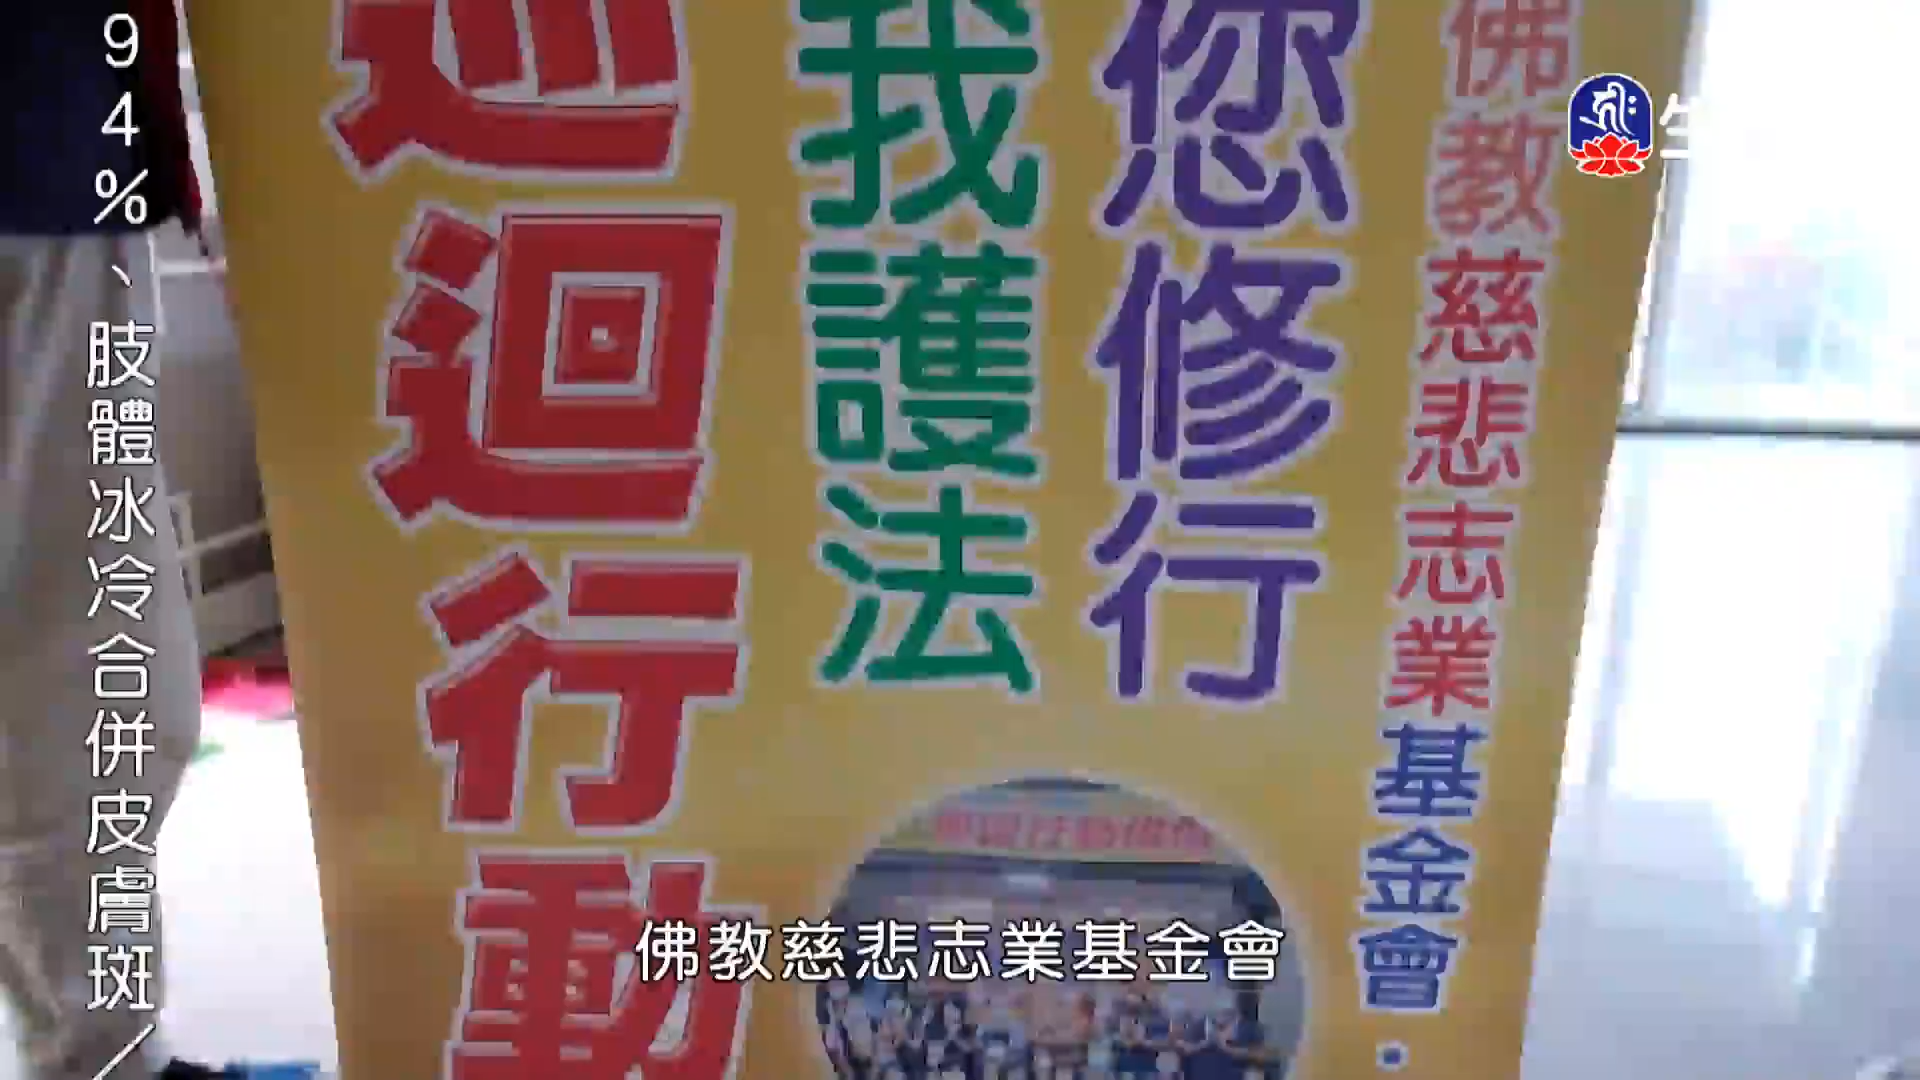 佛教慈悲志業基金會・
您修行
我護法
巡迴行動
94%、肢體冰冷合併皮膚斑／
佛教慈悲志業基金會